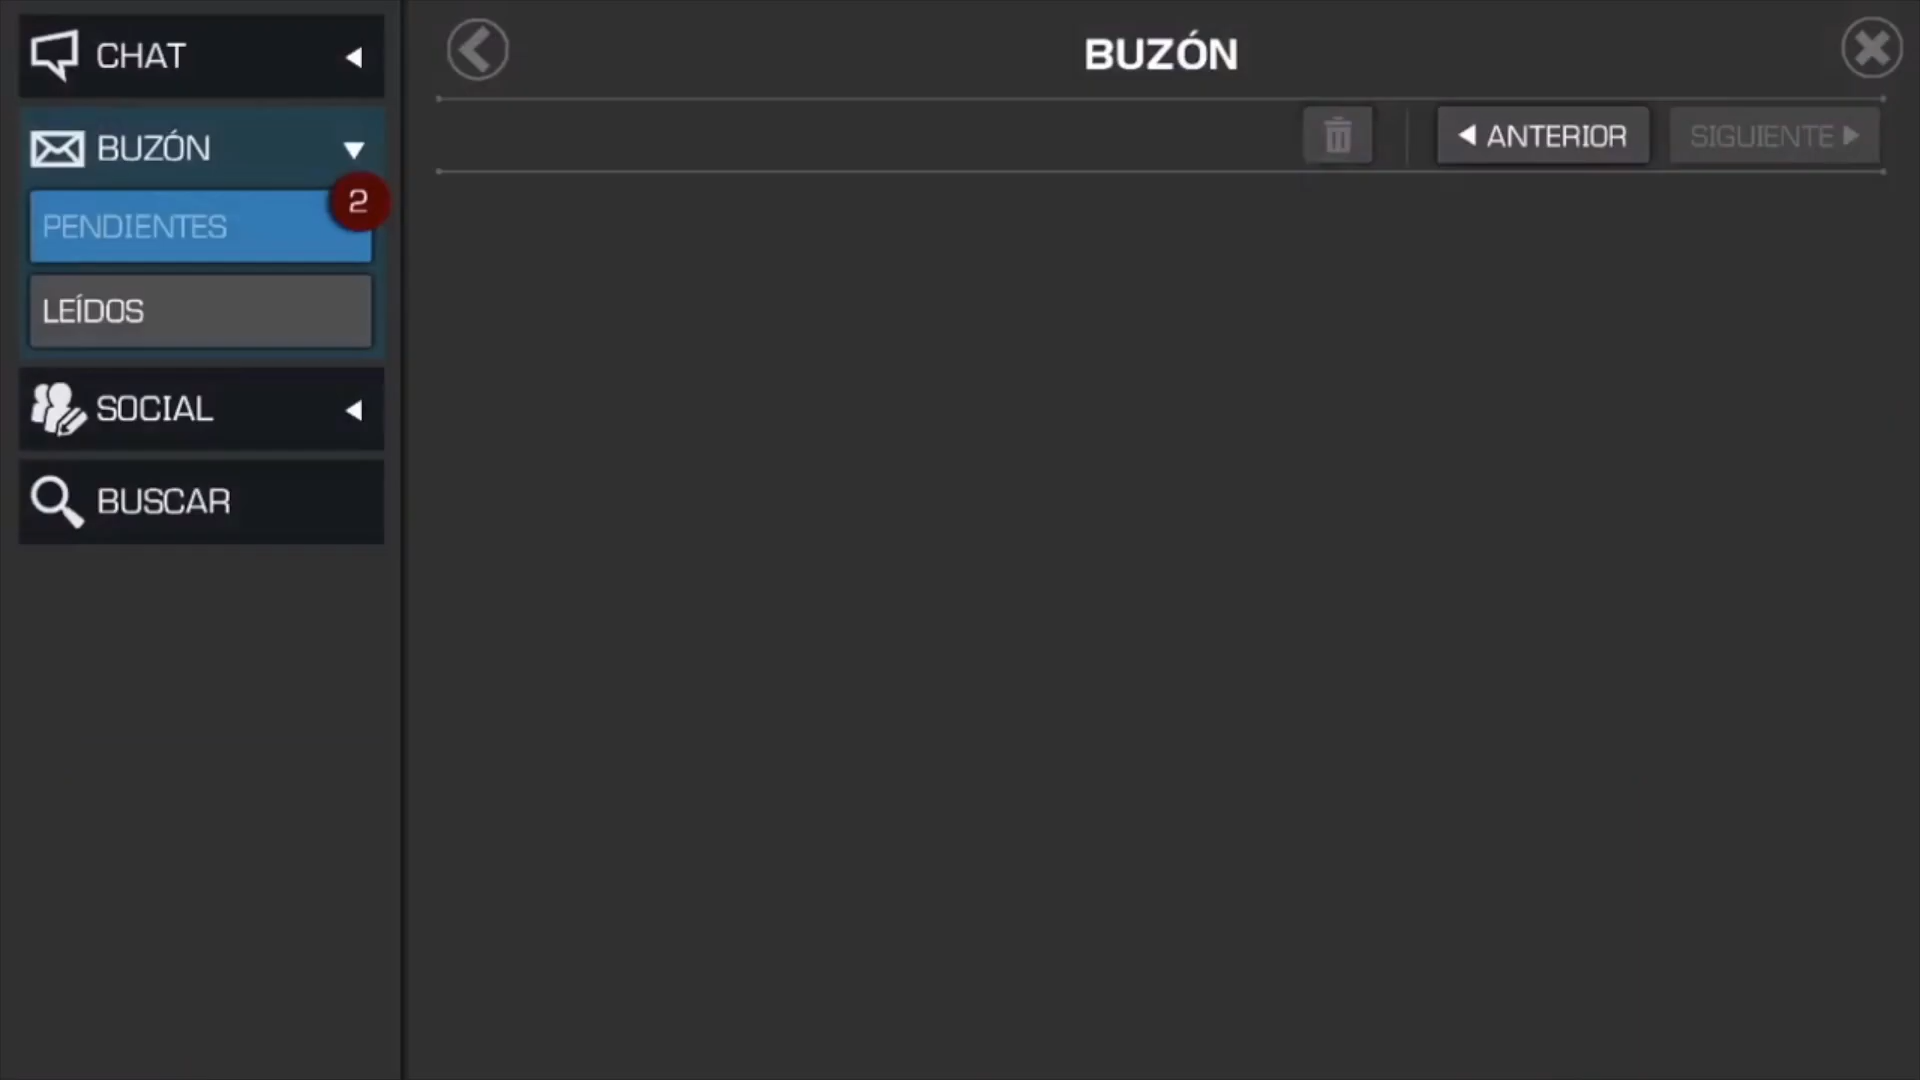 CHAT
BUZÓN
PENDIENTES
2
LEÍDOS
SOCIAL
BUSCAR
BUZÓN
ANTERIOR
SIGUIENTE